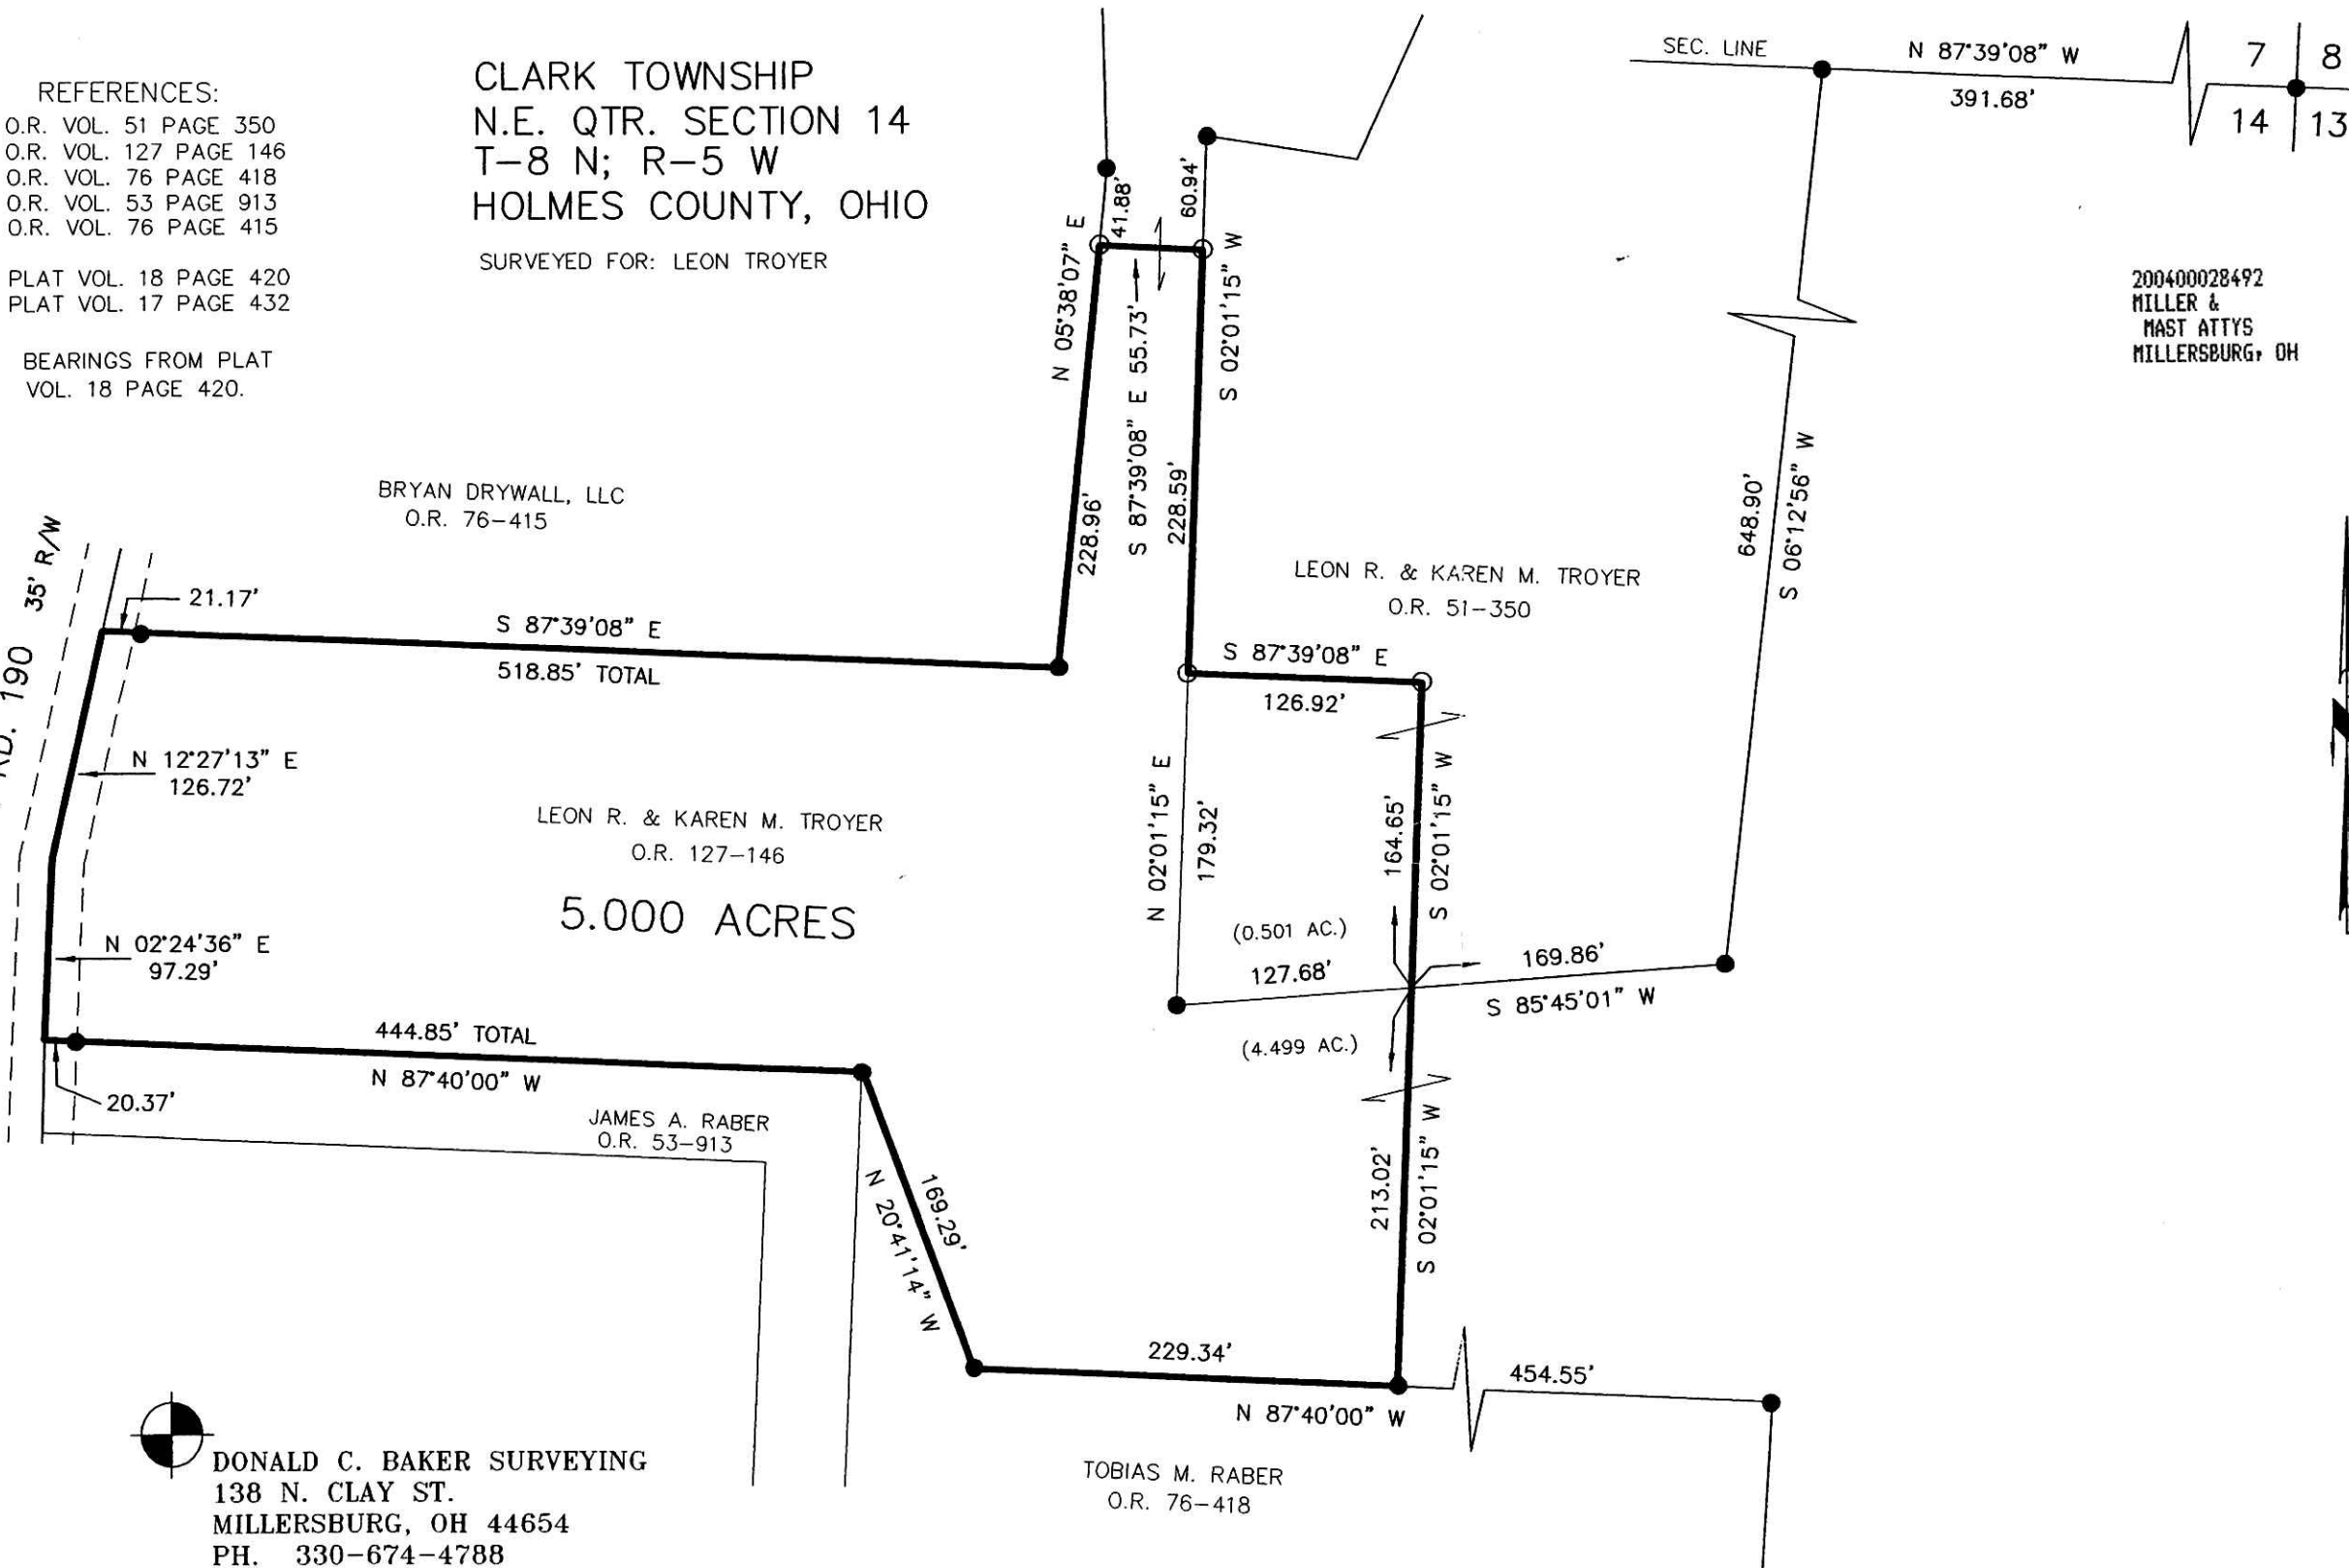 REFERENCES:
O.R. VOL. 51 PAGE 350
O.R. VOL. 127 PAGE 146
O.R. VOL. 76 PAGE 418
O.R. VOL. 53 PAGE 913
O.R. VOL. 76 PAGE 415
PLAT VOL. 18 PAGE 420
PLAT VOL. 17 PAGE 432
BEARINGS FROM PLAT
VOL. 18 PAGE 420.
CLARK TOWNSHIP
N.E. QTR. SECTION 14
T-8 N; R-5 W
HOLMES COUNTY, OHIO
SURVEYED FOR: LEON TROYER
SEC. LINE
N 87°39'08" W
391.68'
7
8
14
13
200400028492
MILLER &
MAST ATTYS
MILLERSBURG, OH
41.88'
60.94'
N 05°38'07" E
228.96'
S 87°39'08" E 55.73'
S 02°01'15" W
228.59'
648.90'
S 06°12'56" W
BRYAN DRYWALL, LLC
O.R. 76-415
LEON R. & KAREN M. TROYER
O.R. 51-350
RD. 190 35' R/W
21.17'
S 87°39'08" E
518.85' TOTAL
S 87°39'08" E
126.92'
N 12°27'13" E
126.72'
LEON R. & KAREN M. TROYER
O.R. 127-146
5.000 ACRES
N 02°01'15" E
179.32'
164.65'
S 02°01'15" W
N 02°24'36" E
97.29'
(0.501 AC.)
127.68'
169.86'
S 85°45'01" W
(4.499 AC.)
444.85' TOTAL
N 87°40'00" W
20.37'
JAMES A. RABER
O.R. 53-913
169.29'
N 20°41'14" W
213.02'
S 02°01'15" W
229.34'
N 87°40'00" W
454.55'
TOBIAS M. RABER
O.R. 76-418
DONALD C. BAKER SURVEYING
138 N. CLAY ST.
MILLERSBURG, OH 44654
PH. 330-674-4788